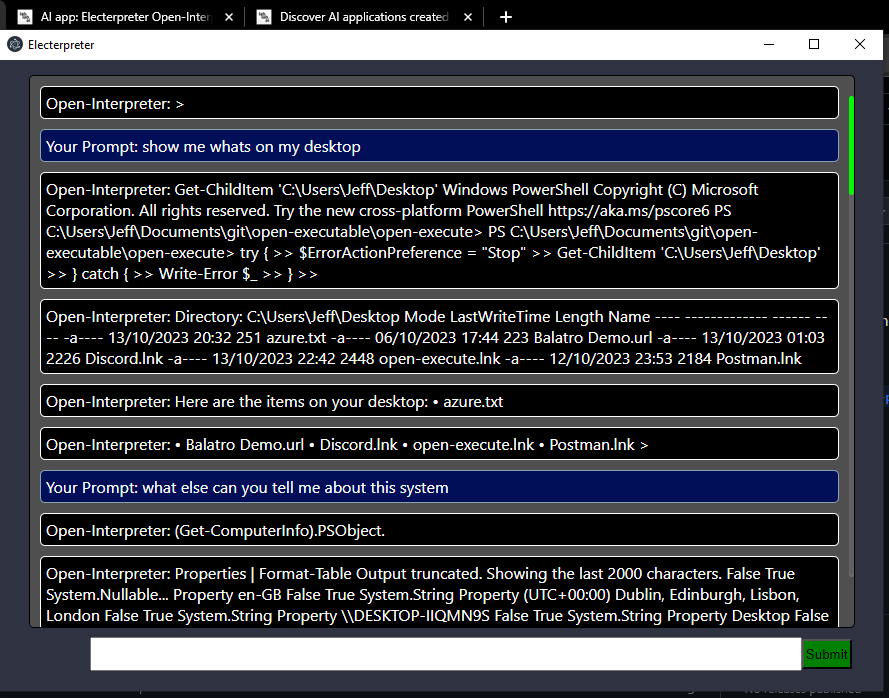 AI app: Electerpreter Open-Inter
Discover AI applications created
Electerpreter
Open-Interpreter: >
Your Prompt: show me whats on my desktop
Open-Interpreter: Get-ChildItem 'C:\Users\Jeff\Desktop' Windows PowerShell Copyright (C) Microsoft
Corporation. All rights reserved. Try the new cross-platform PowerShell https://aka.ms/pscore6 PS
C:\Users\Jeff\Documents\git\open-executable\open-execute> PS C:\Users\Jeff\Documents\git\open-
executable\open-execute> try { >> $ErrorActionPreference = "Stop" >> Get-ChildItem 'C:\Users\Jeff\Desktop'
>> } catch { >> Write-Error $_ >> } >>
Open-Interpreter: Directory: C:\Users\Jeff\Desktop Mode LastWriteTime Length Name ---- ------------- ------ --
-- -a---- 13/10/2023 20:32 251 azure.txt -a---- 06/10/2023 17:44 223 Balatro Demo.url -a---- 13/10/2023 01:03
2226 Discord.lnk -a---- 13/10/2023 22:42 2448 open-execute.lnk -a---- 12/10/2023 23:53 2184 Postman.lnk
Open-Interpreter: Here are the items on your desktop: • azure.txt
Open-Interpreter: • Balatro Demo.url • Discord.lnk • open-execute.lnk • Postman.lnk >
Your Prompt: what else can you tell me about this system
Open-Interpreter: (Get-ComputerInfo).PSObject.
Open-Interpreter: Properties | Format-Table Output truncated. Showing the last 2000 characters. False True
System.Nullable... Property en-GB False True System.String Property (UTC+00:00) Dublin, Edinburgh, Lisbon,
London False True System.String Property \\DESKTOP-IIQMN9S False True System.String Property Desktop False
Submit